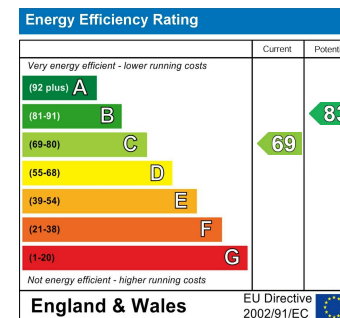 Energy Efficiency Rating
Current
Very energy efficient - lower running costs
(92 plus) A
(81-91) B
83
(69-80) C
69
(55-68) D
(39-54) E
(21-38) F
(1-20) G
Not energy efficient - higher running costs
England & Wales
EU Directive
2002/91/EC